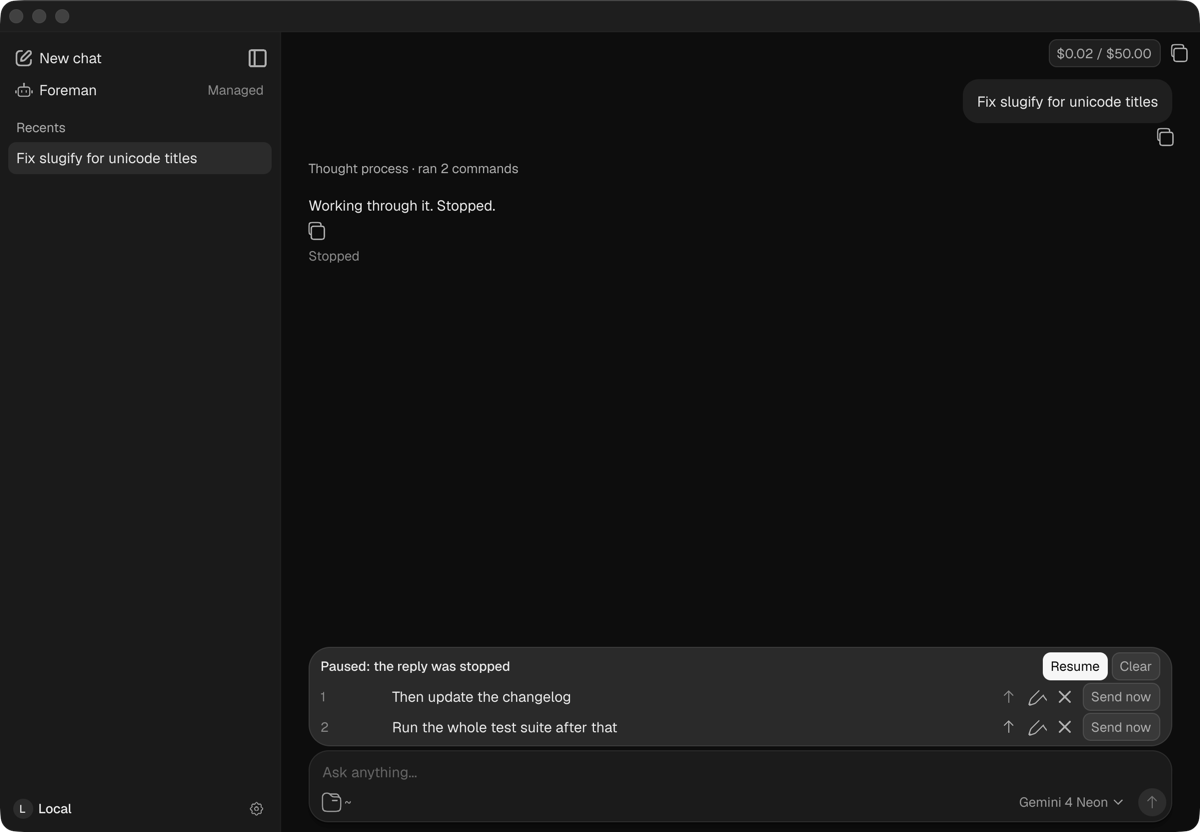 New chat
Foreman Managed
Recents
Fix slugify for unicode titles
L Local
$0.02 / $50.00
Fix slugify for unicode titles
Thought process · ran 2 commands
Working through it. Stopped.
Stopped
Paused: the reply was stopped Resume Clear
1 Then update the changelog Send now
2 Run the whole test suite after that Send now
Ask anything…
~ Gemini 4 Neon